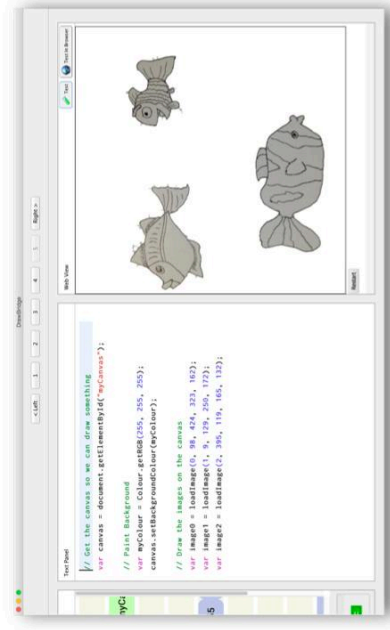 DrawBridge
< Left
1
2
3
4
5
Right >
Text Panel
// Get the canvas so we can draw something
var canvas = document.getElementById("myCanvas");
// Paint Background
var myColour = Colour.getRGB(255, 255, 255);
canvas.setBackgroundColour(myColour);
// Draw the images on the canvas
var image0 = loadImage(0, 98, 424, 323, 162);
var image1 = loadImage(1, 9, 129, 250, 172);
var image2 = loadImage(2, 395, 119, 165, 132);
Web View
Text
Test in Browser
Restart